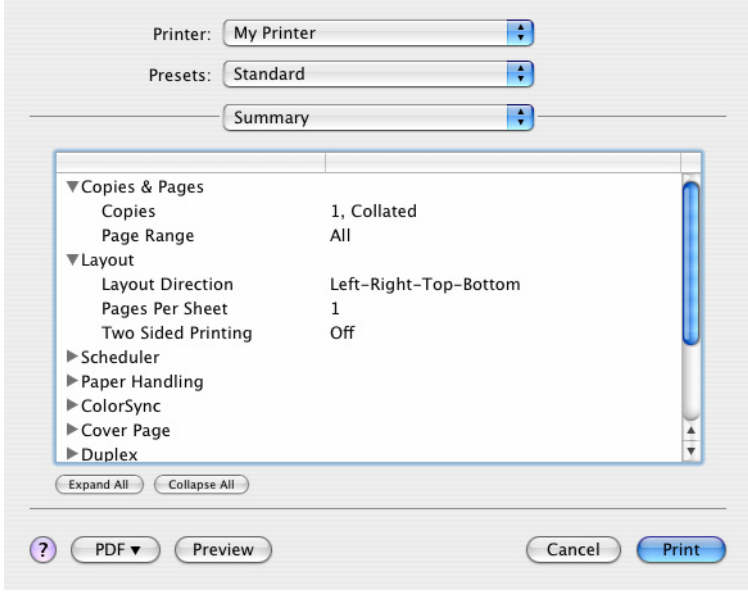 Printer: My Printer
Presets: Standard
Summary
Copies & Pages
Copies 1, Collated
Page Range All
Layout
Layout Direction Left-Right-Top-Bottom
Pages Per Sheet 1
Two Sided Printing Off
Scheduler
Paper Handling
ColorSync
Cover Page
Duplex
Expand All Collapse All
? PDF ▼ Preview Cancel Print